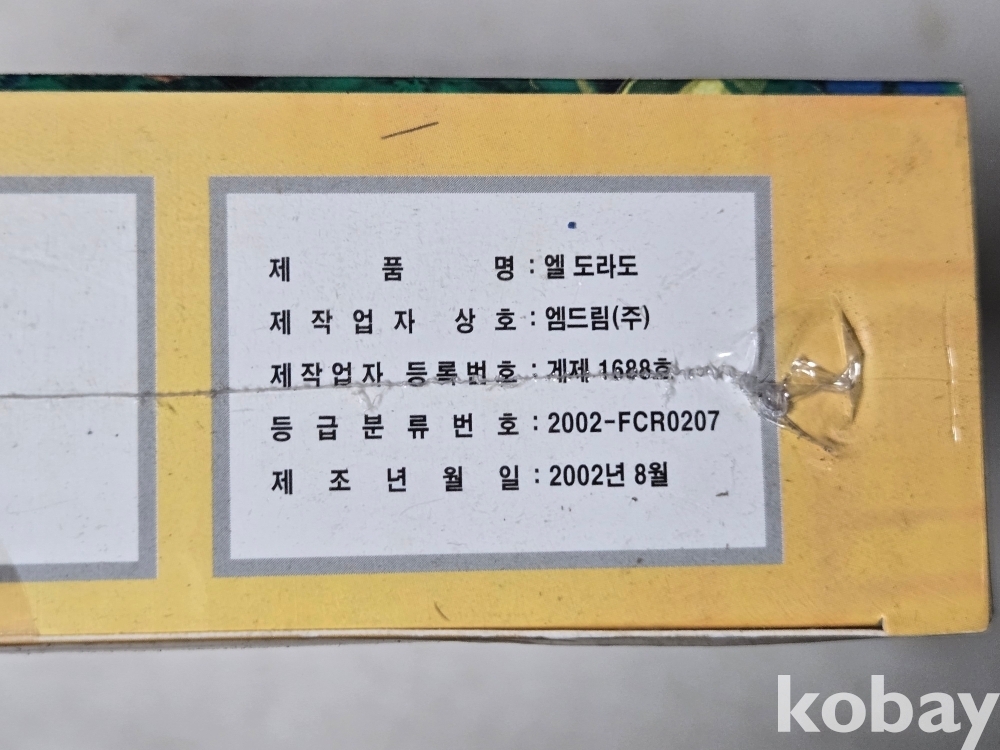 제 품 명 : 엘 도라도
제 작 업 자 상 호 : 엠드림(주)
제작업자 등록번호 : 게제 1688호
등 급 분 류 번 호 : 2002-FCR0207
제 조 년 월 일 : 2002년 8월
kobay